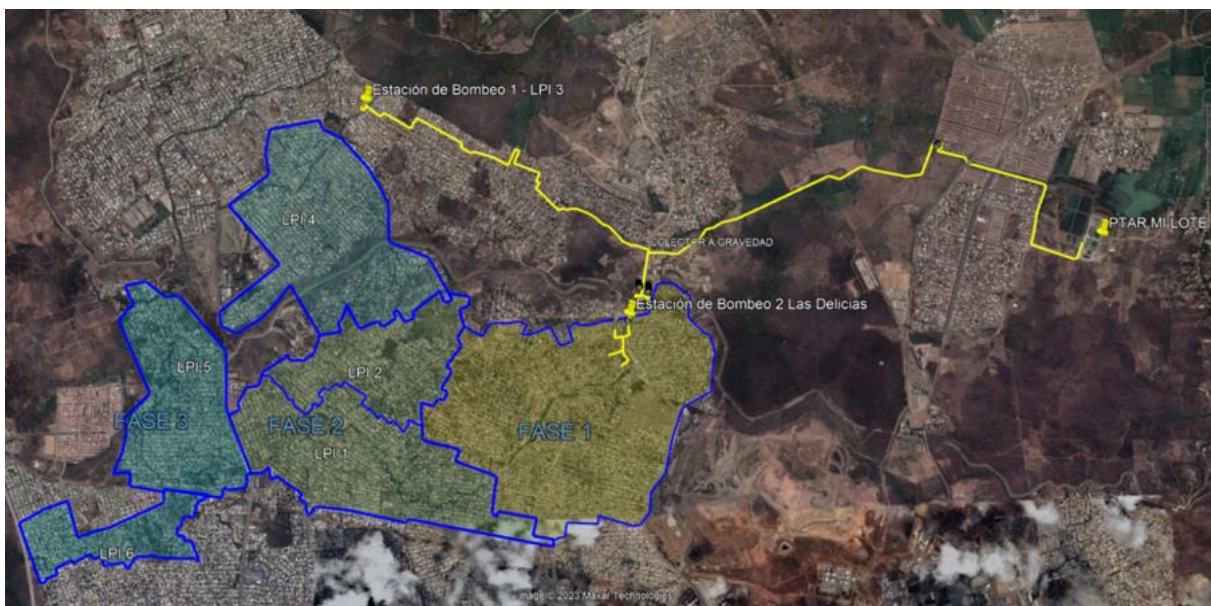 Estación de Bombeo 1 - LPI 3
LPI 4
PTAR MI LOTE
COLECTOR A GRAVEDAD
Estación de Bombeo 2 Las Delicias
LPI 5
LPI 2
FASE 3
FASE 2
FASE 1
LPI 1
LPI 6
Image © 2023 Maxar Technologies